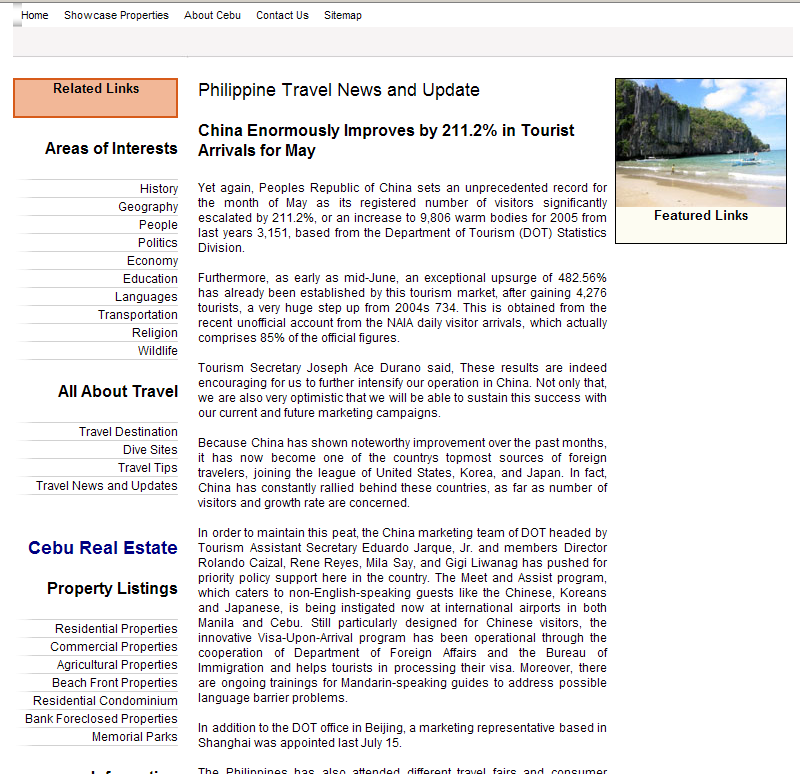 Home Showcase Properties About Cebu Contact Us Sitemap
Related Links
Areas of Interests
History
Geography
People
Politics
Economy
Education
Languages
Transportation
Religion
Wildlife
All About Travel
Travel Destination
Dive Sites
Travel Tips
Travel News and Updates
Cebu Real Estate
Property Listings
Residential Properties
Commercial Properties
Agricultural Properties
Beach Front Properties
Residential Condominium
Bank Foreclosed Properties
Memorial Parks
Information
Philippine Travel News and Update
China Enormously Improves by 211.2% in Tourist
Arrivals for May
Yet again, Peoples Republic of China sets an unprecedented record for
the month of May as its registered number of visitors significantly
escalated by 211.2%, or an increase to 9,806 warm bodies for 2005 from
last years 3,151, based from the Department of Tourism (DOT) Statistics
Division.
Furthermore, as early as mid-June, an exceptional upsurge of 482.56%
has already been established by this tourism market, after gaining 4,276
tourists, a very huge step up from 2004s 734. This is obtained from the
recent unofficial account from the NAIA daily visitor arrivals, which actually
comprises 85% of the official figures.
Tourism Secretary Joseph Ace Durano said, These results are indeed
encouraging for us to further intensify our operation in China. Not only that,
we are also very optimistic that we will be able to sustain this success with
our current and future marketing campaigns.
Because China has shown noteworthy improvement over the past months,
it has now become one of the countrys topmost sources of foreign
travelers, joining the league of United States, Korea, and Japan. In fact,
China has constantly rallied behind these countries, as far as number of
visitors and growth rate are concerned.
In order to maintain this peat, the China marketing team of DOT headed by
Tourism Assistant Secretary Eduardo Jarque, Jr. and members Director
Rolando Caizal, Rene Reyes, Mila Say, and Gigi Liwanag has pushed for
priority policy support here in the country. The Meet and Assist program,
which caters to non-English-speaking guests like the Chinese, Koreans
and Japanese, is being instigated now at international airports in both
Manila and Cebu. Still particularly designed for Chinese visitors, the
innovative Visa-Upon-Arrival program has been operational through the
cooperation of Department of Foreign Affairs and the Bureau of
Immigration and helps tourists in processing their visa. Moreover, there
are ongoing trainings for Mandarin-speaking guides to address possible
language barrier problems.
In addition to the DOT office in Beijing, a marketing representative based in
Shanghai was appointed last July 15.
The Philippines has also attended different travel fairs and consumer
Featured Links